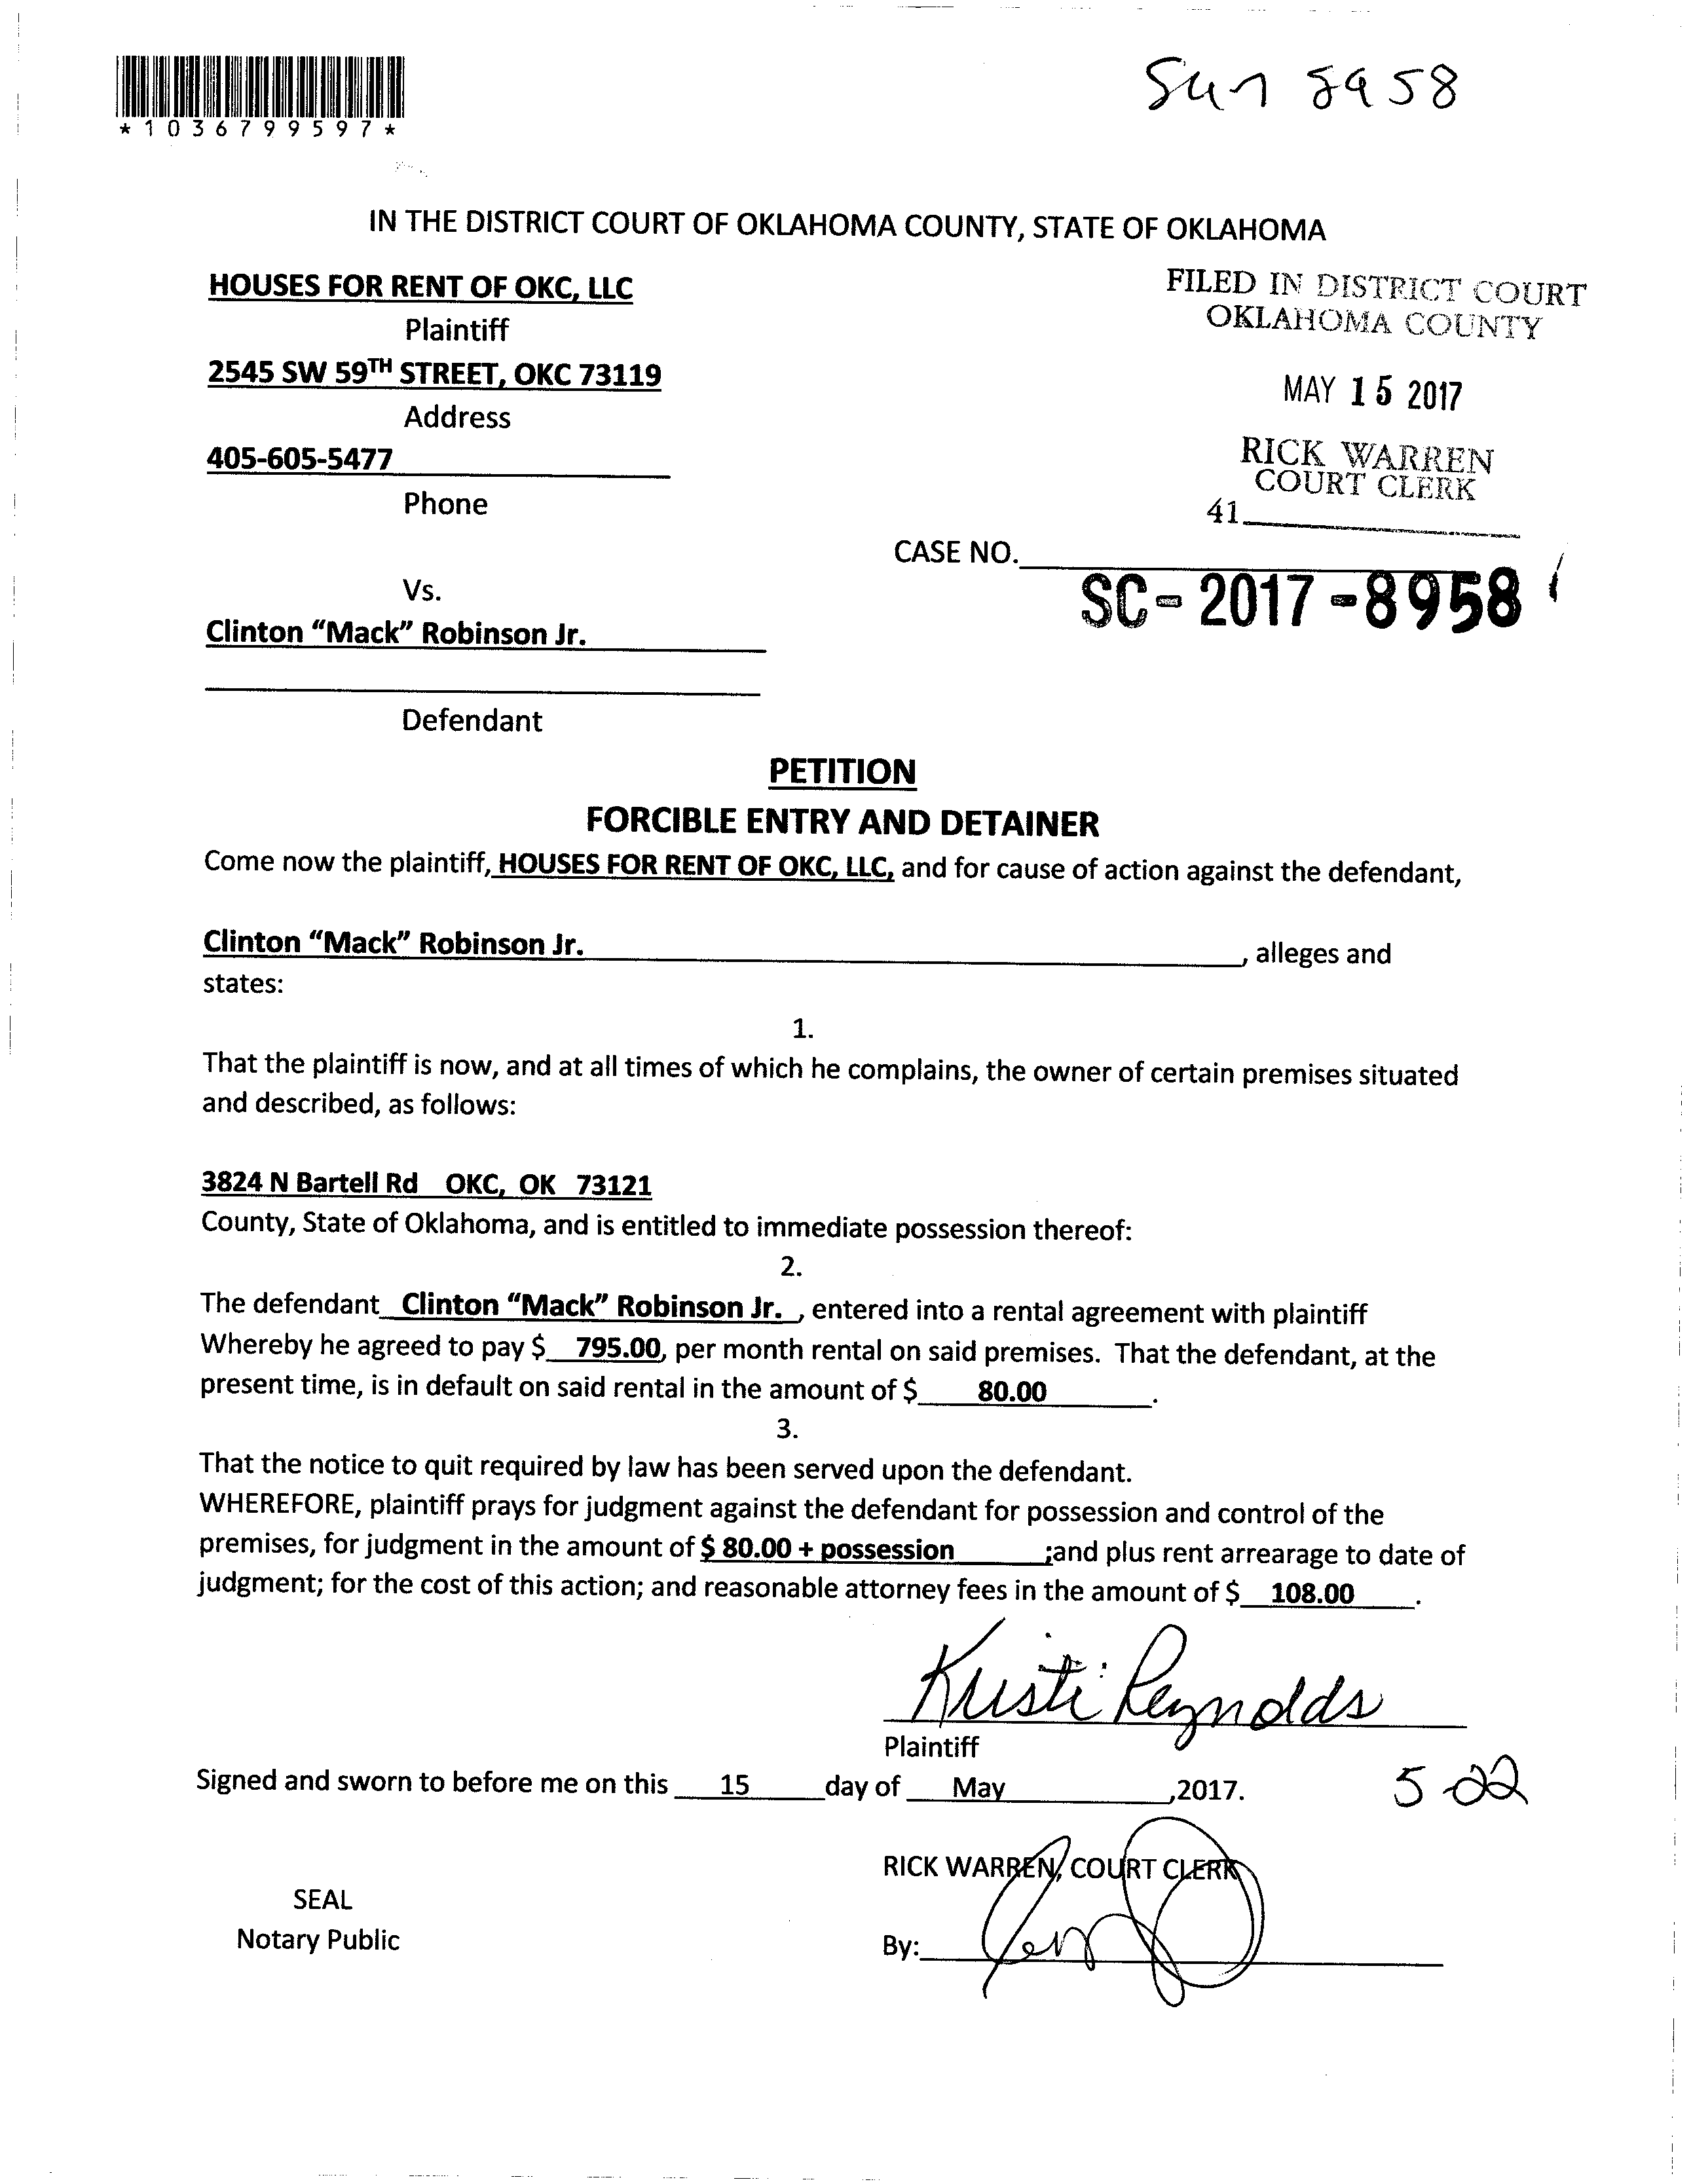 *1036799597*
8958
IN THE DISTRICT COURT OF OKLAHOMA COUNTY, STATE OF OKLAHOMA
HOUSES FOR RENT OF OKC, LLC
Plaintiff
2545 SW 59TH STREET, OKC 73119
Address
405-605-5477
Phone
FILED IN DISTRICT COURT
OKLAHOMA COUNTY
MAY 15 2017
RICK WARREN
COURT CLERK
41
CASE NO.
SC-2017-8958
Vs.
Clinton “Mack” Robinson Jr.
Defendant
PETITION
FORCIBLE ENTRY AND DETAINER
Come now the plaintiff, HOUSES FOR RENT OF OKC, LLC, and for cause of action against the defendant,
Clinton “Mack” Robinson Jr. , alleges and
states:
1.
That the plaintiff is now, and at all times of which he complains, the owner of certain premises situated
and described, as follows:
3824 N Bartell Rd OKC, OK 73121
County, State of Oklahoma, and is entitled to immediate possession thereof:
2.
The defendant Clinton “Mack” Robinson Jr. , entered into a rental agreement with plaintiff
Whereby he agreed to pay $ 795.00, per month rental on said premises. That the defendant, at the
present time, is in default on said rental in the amount of $ 80.00 .
3.
That the notice to quit required by law has been served upon the defendant.
WHEREFORE, plaintiff prays for judgment against the defendant for possession and control of the
premises, for judgment in the amount of $ 80.00 + possession ;and plus rent arrearage to date of
judgment; for the cost of this action; and reasonable attorney fees in the amount of $ 108.00 .
Kristi Reynolds
Plaintiff
Signed and sworn to before me on this 15 day of May ,2017.
5-22
RICK WARREN, COURT CLERK
SEAL
Notary Public
By: